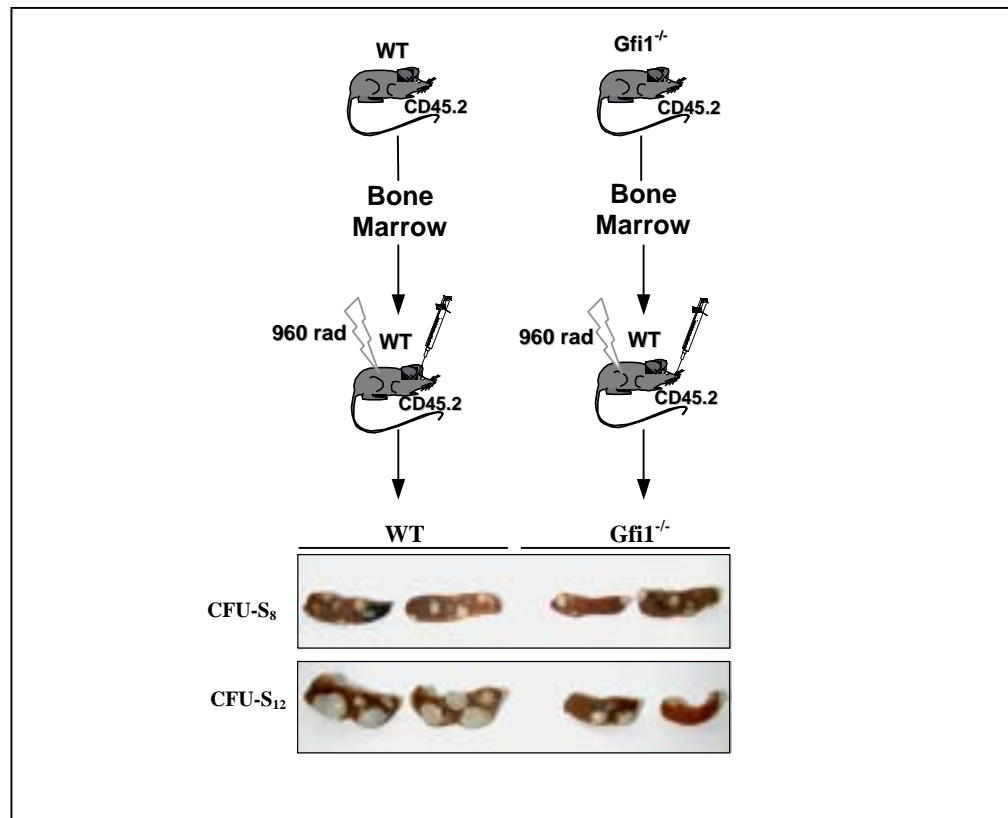 WT Gfi1-/-
CD45.2 CD45.2
Bone Marrow Bone Marrow
960 rad WT 960 rad WT
CD45.2 CD45.2
WT Gfi1-/-
CFU-S8
CFU-S12